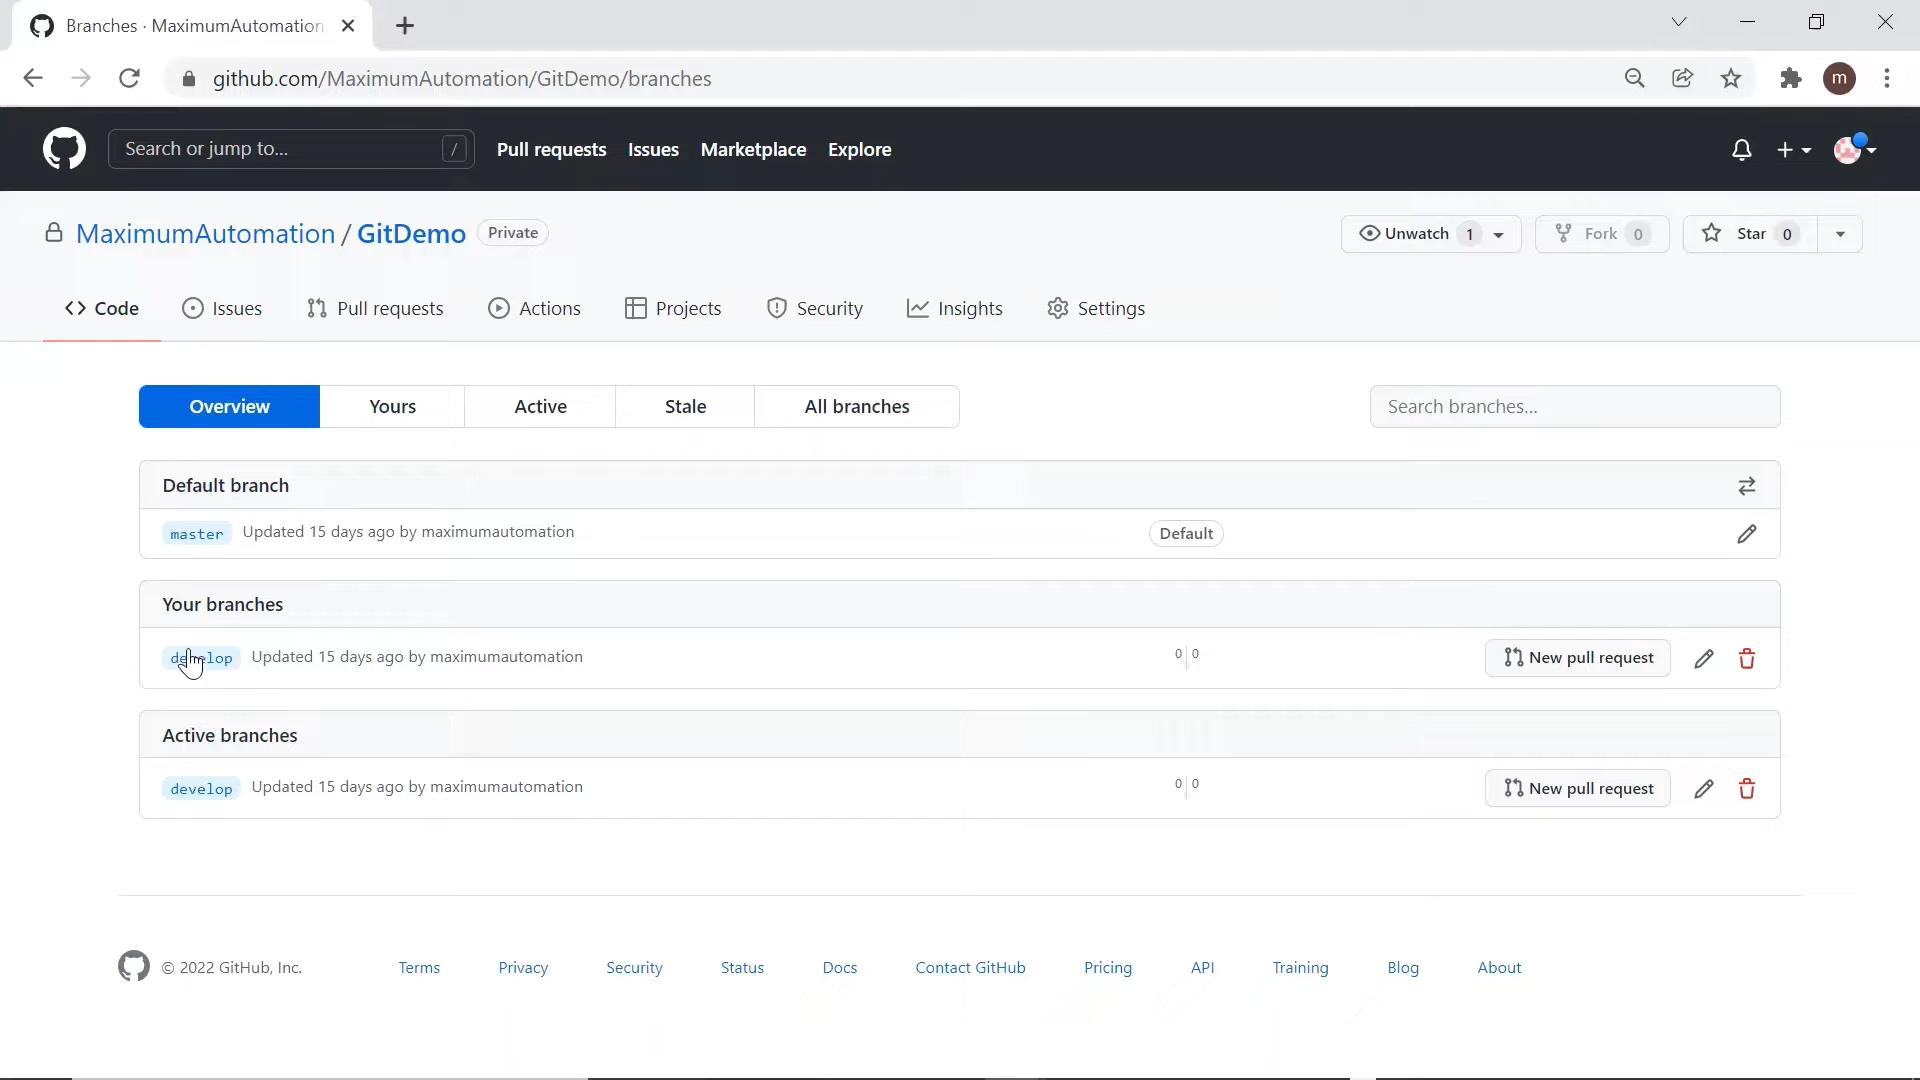 Branches · MaximumAutomation
github.com/MaximumAutomation/GitDemo/branches
m
Search or jump to... /
Pull requests Issues Marketplace Explore
MaximumAutomation / GitDemo Private
Unwatch 1 Fork 0 Star 0
Code Issues Pull requests Actions Projects Security Insights Settings
Overview Yours Active Stale All branches
Search branches...
Default branch
master Updated 15 days ago by maximumautomation Default
Your branches
develop Updated 15 days ago by maximumautomation 0 0 New pull request
Active branches
develop Updated 15 days ago by maximumautomation 0 0 New pull request
© 2022 GitHub, Inc. Terms Privacy Security Status Docs Contact GitHub Pricing API Training Blog About